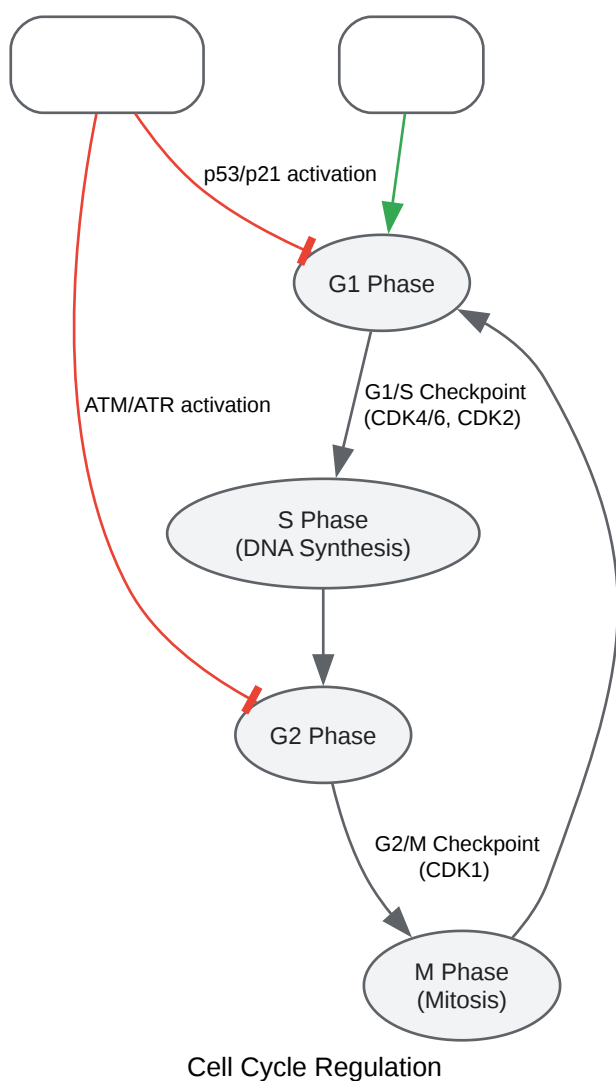 p53/p21 activation
G1 Phase
ATM/ATR activation
G1/S Checkpoint
(CDK4/6, CDK2)
S Phase
(DNA Synthesis)
G2 Phase
G2/M Checkpoint
(CDK1)
M Phase
(Mitosis)
Cell Cycle Regulation